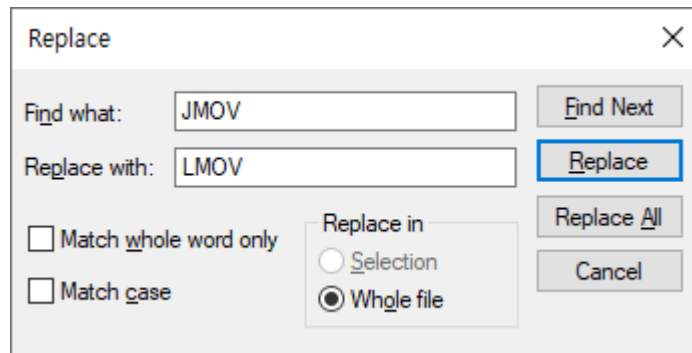 Replace
Find what: JMOV
Find Next
Replace with: LMOV
Replace
Match whole word only
Match case
Replace in
Selection
Whole file
Replace All
Cancel